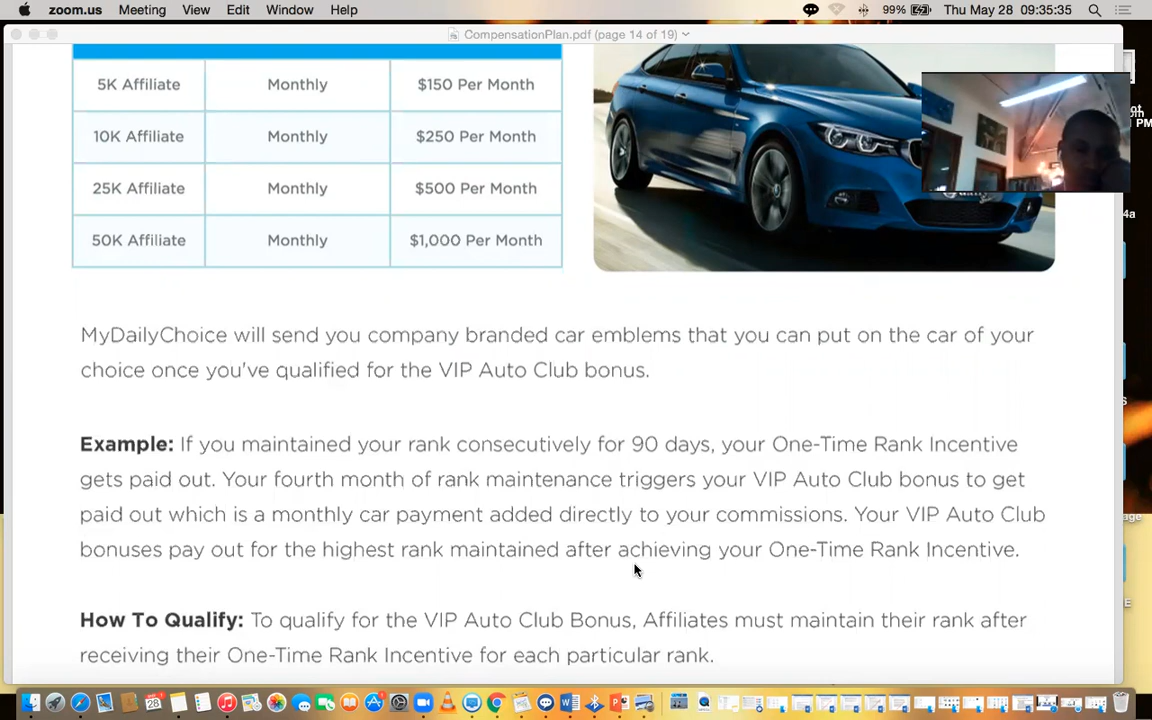 zoom.us Meeting View Edit Window Help 99% Thu May 28 09:35:35
CompensationPlan.pdf (page 14 of 19)
5K Affiliate Monthly $150 Per Month
10K Affiliate Monthly $250 Per Month
25K Affiliate Monthly $500 Per Month
50K Affiliate Monthly $1,000 Per Month
PM
4a
MyDailyChoice will send you company branded car emblems that you can put on the car of your
choice once you've qualified for the VIP Auto Club bonus.
Example: If you maintained your rank consecutively for 90 days, your One-Time Rank Incentive
gets paid out. Your fourth month of rank maintenance triggers your VIP Auto Club bonus to get
paid out which is a monthly car payment added directly to your commissions. Your VIP Auto Club
bonuses pay out for the highest rank maintained after achieving your One-Time Rank Incentive.
How To Qualify: To qualify for the VIP Auto Club Bonus, Affiliates must maintain their rank after
receiving their One-Time Rank Incentive for each particular rank.
28